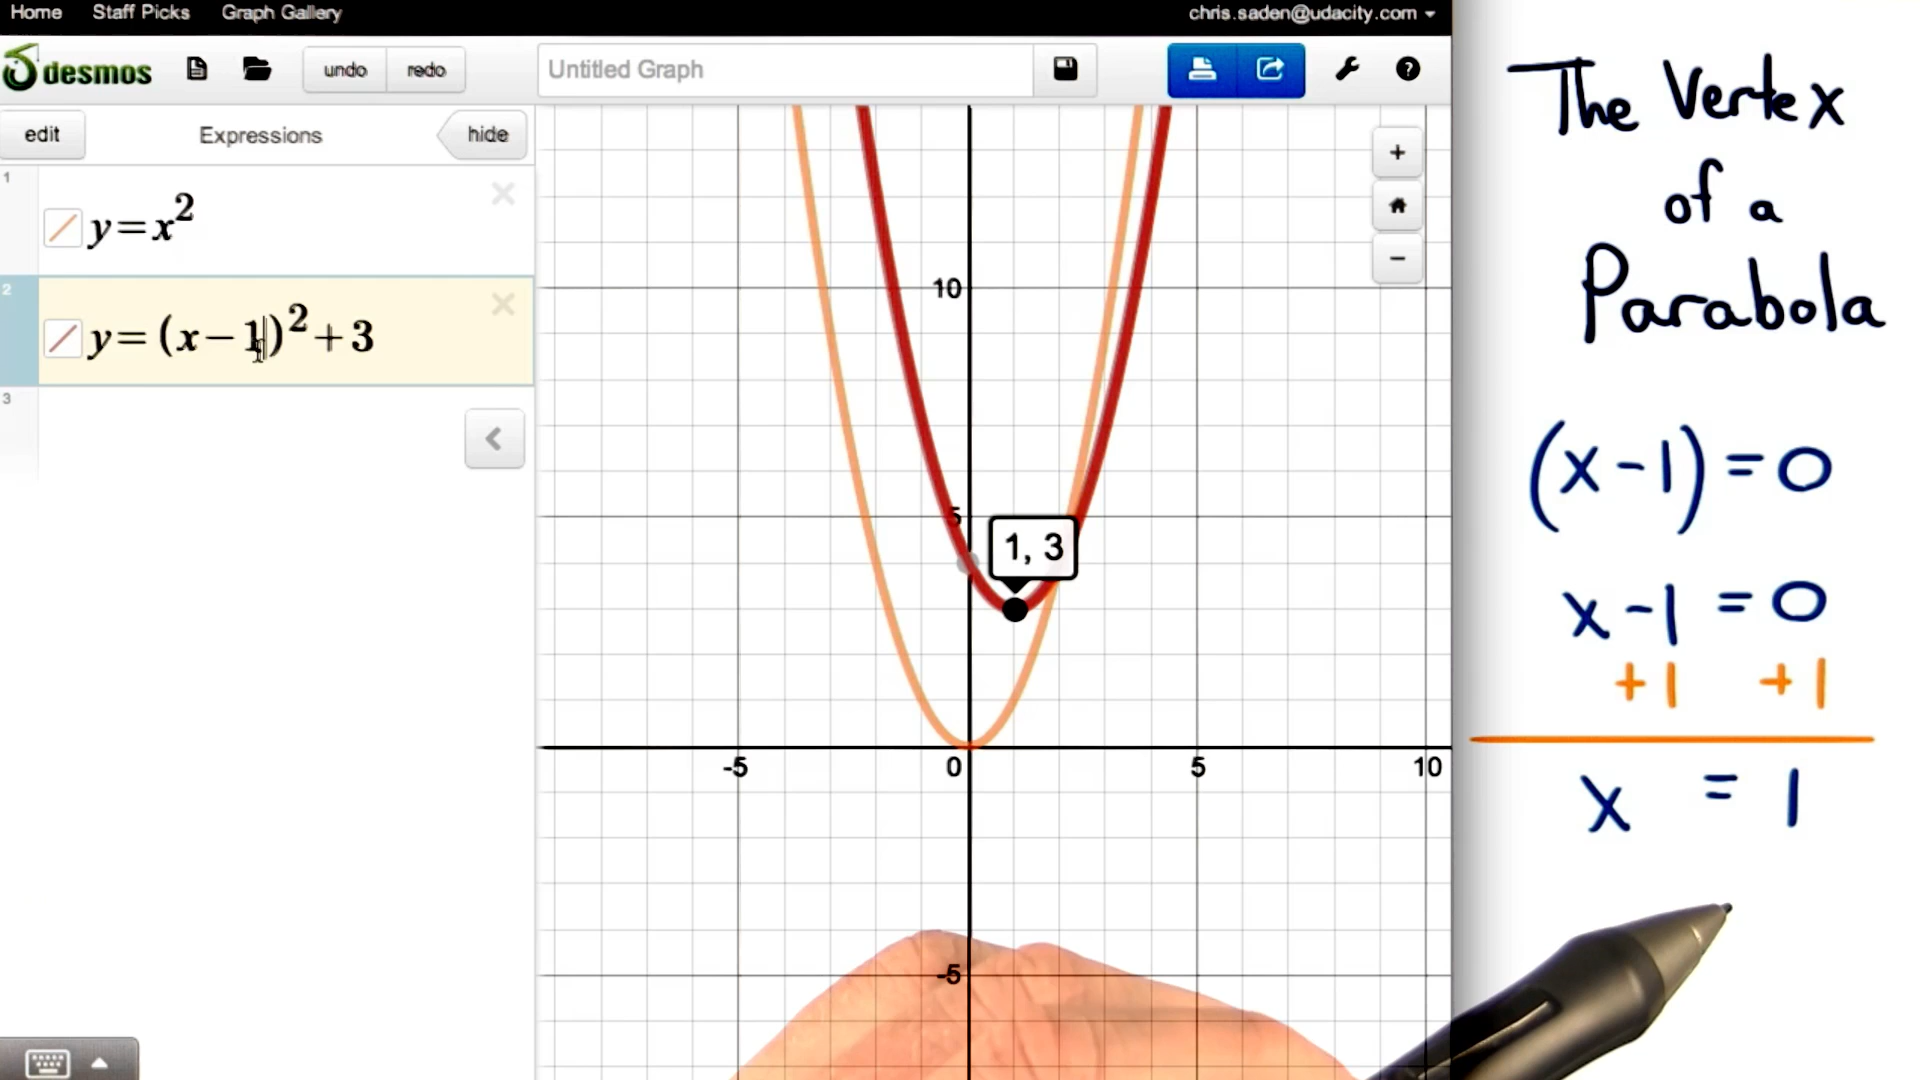 Home Staff Picks Graph Gallery chris.saden@udacity.com
desmos undo redo Untitled Graph
edit Expressions hide
1
y=x²
2
y=(x−1)²+3
3
10
5
1, 3
-5 0 5 10
-5
The Vertex
of a
Parabola
(x-1)=0
x-1=0
+1 +1
x = 1